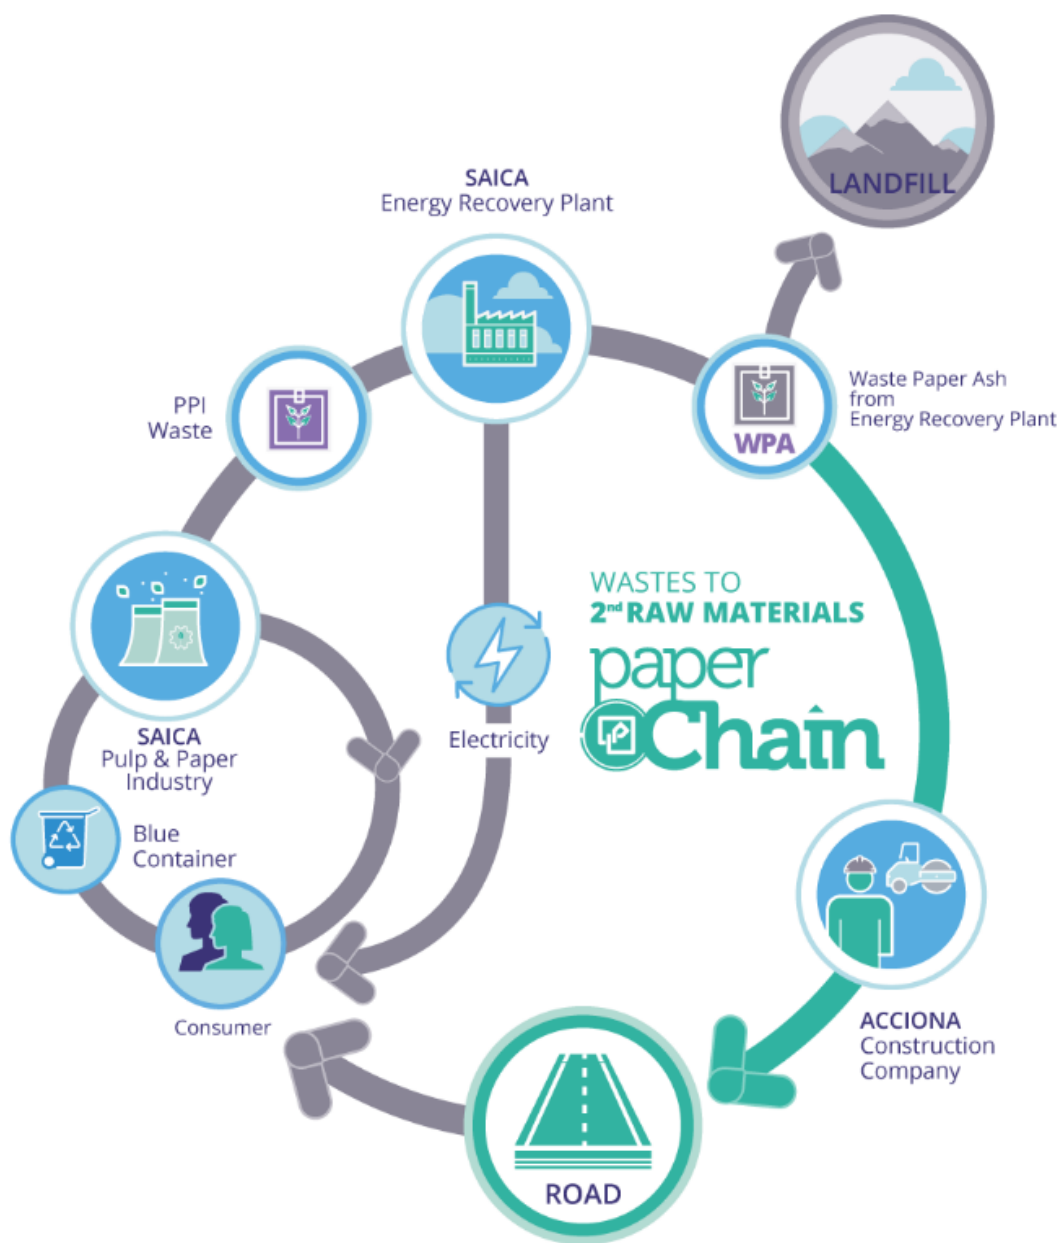 LANDFILL
SAICA
Energy Recovery Plant
PPI
Waste
WPA
Waste Paper Ash
from
Energy Recovery Plant
WASTES TO
2nd RAW MATERIALS
paper
Chain
SAICA
Pulp & Paper
Industry
Electricity
Blue
Container
Consumer
ACCIONA
Construction
Company
ROAD